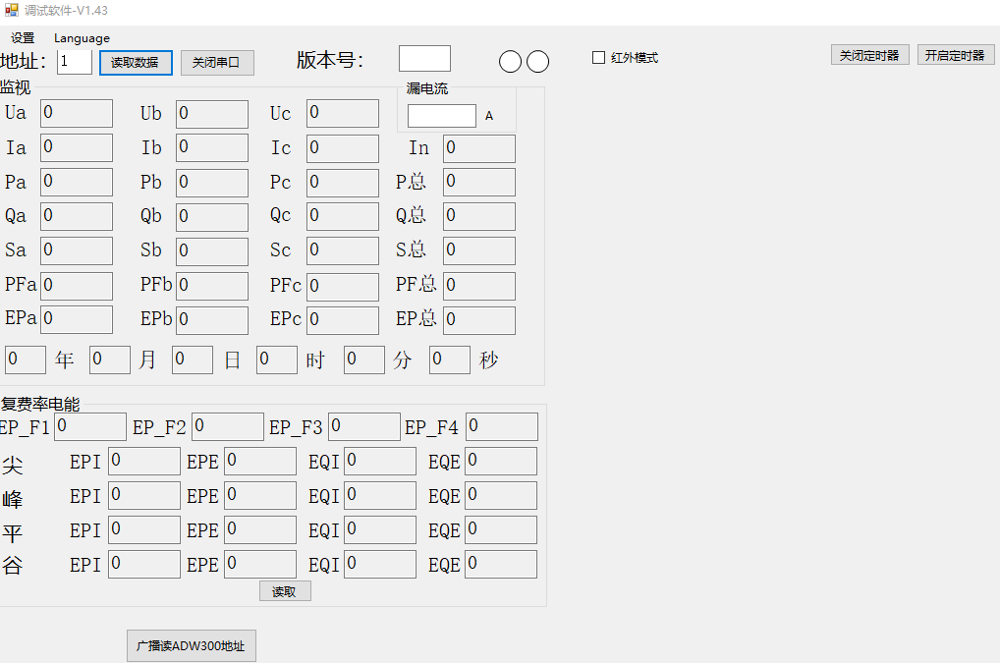 调试软件-V1.43
设置 Language
地址: 1 读取数据 关闭串口 版本号: 红外模式 关闭定时器 开启定时器
监视 漏电流
Ua 0 Ub 0 Uc 0 A
Ia 0 Ib 0 Ic 0 In 0
Pa 0 Pb 0 Pc 0 P总 0
Qa 0 Qb 0 Qc 0 Q总 0
Sa 0 Sb 0 Sc 0 S总 0
PFa 0 PFb 0 PFc 0 PF总 0
EPa 0 EPb 0 EPc 0 EP总 0
0 年 0 月 0 日 0 时 0 分 0 秒
复费率电能
EP_F1 0 EP_F2 0 EP_F3 0 EP_F4 0
尖 EPI 0 EPE 0 EQI 0 EQE 0
峰 EPI 0 EPE 0 EQI 0 EQE 0
平 EPI 0 EPE 0 EQI 0 EQE 0
谷 EPI 0 EPE 0 EQI 0 EQE 0
读取
广播读ADW300地址